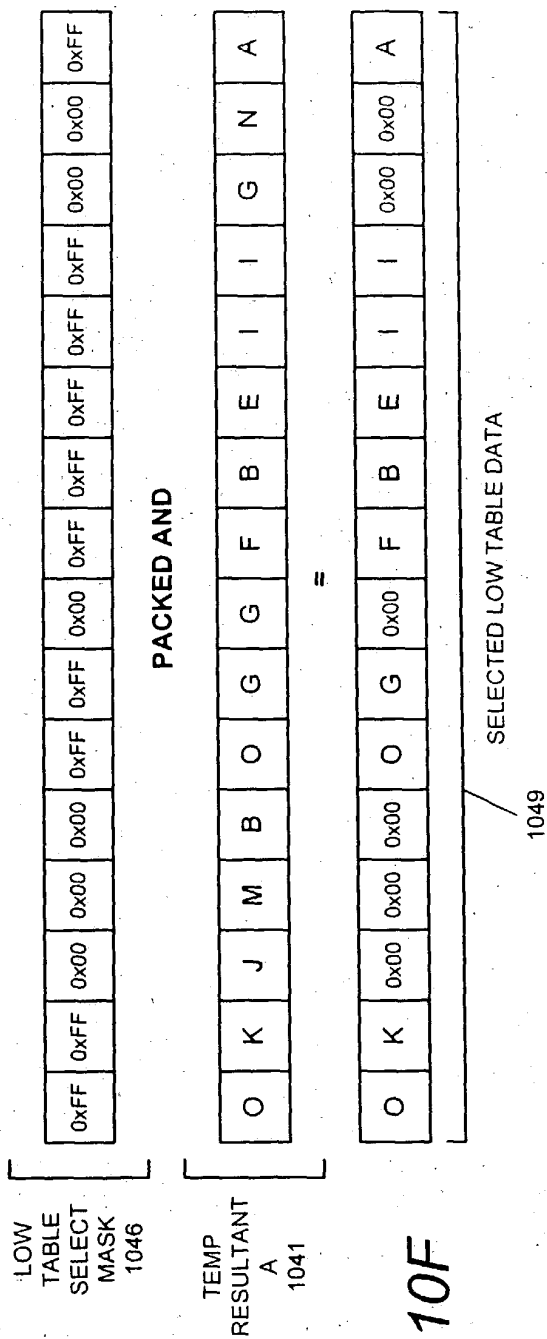 LOW
TABLE
SELECT
MASK
1046
0xFF 0xFF 0x00 0x00 0x00 0xFF 0xFF 0x00 0xFF 0xFF 0xFF 0xFF 0xFF 0x00 0x00 0xFF
PACKED AND
TEMP
RESULTANT
A
1041
O K J M B O G G F B E I I G N A
=
O K 0x00 0x00 0x00 O G 0x00 F B E I I 0x00 0x00 A
SELECTED LOW TABLE DATA
1049
10F